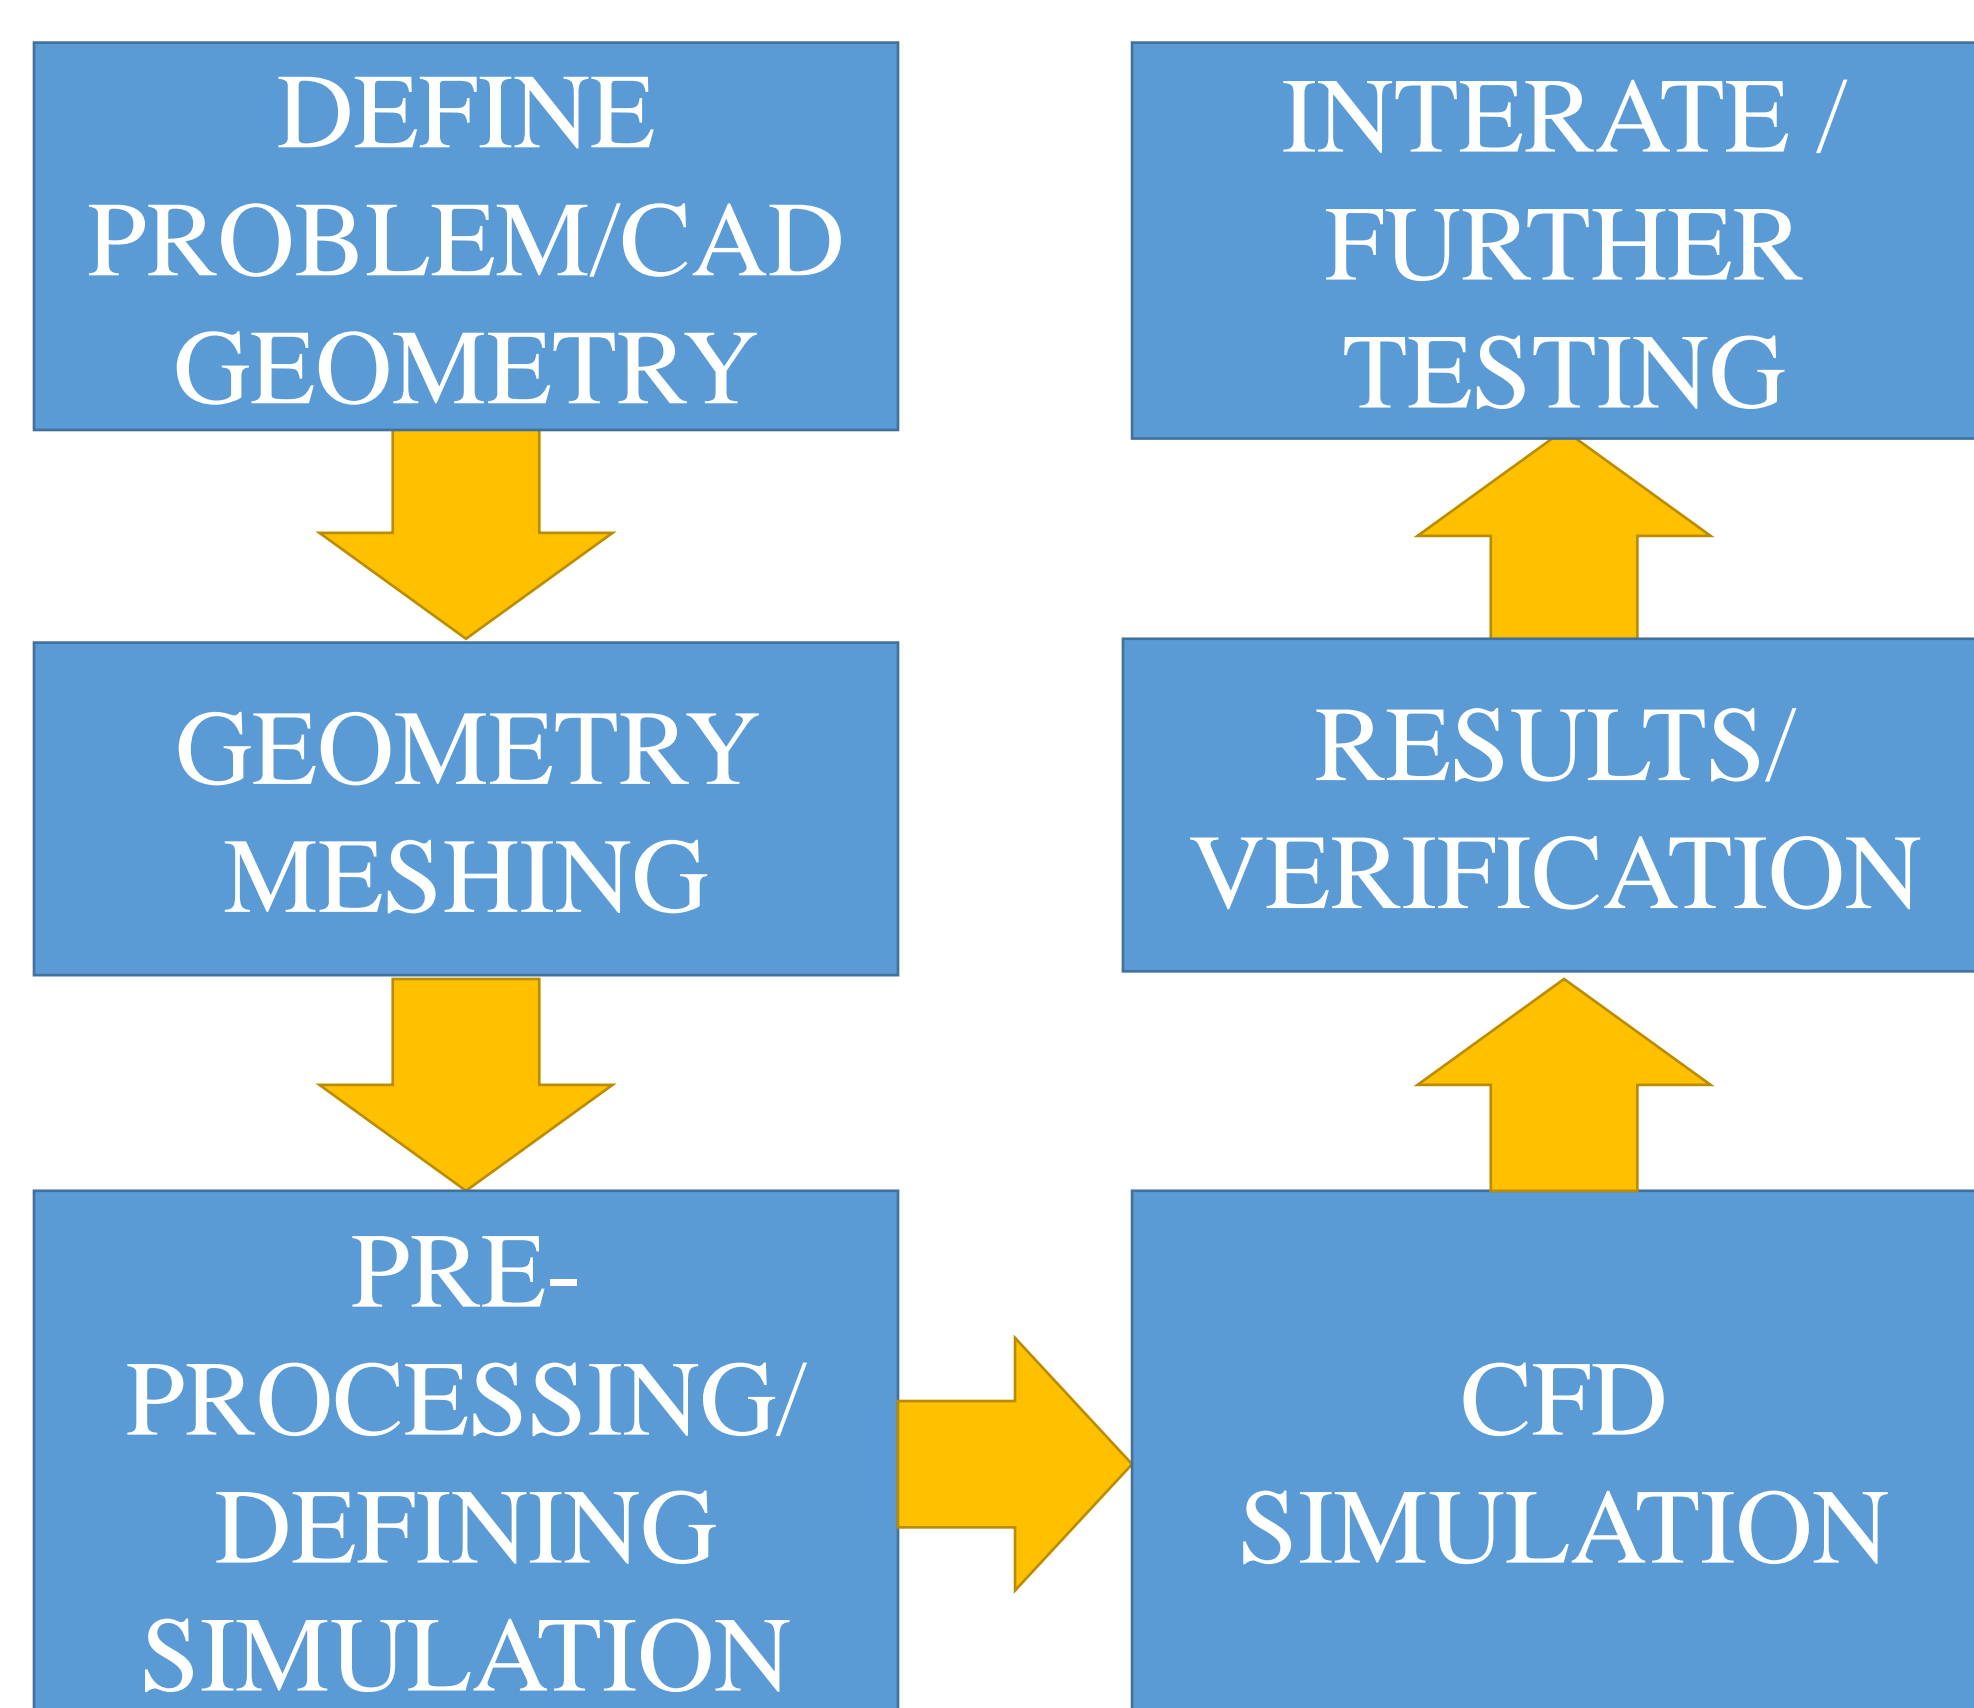 DEFINE
PROBLEM/CAD
GEOMETRY
GEOMETRY
MESHING
PRE-
PROCESSING/
DEFINING
SIMULATION
CFD
SIMULATION
RESULTS/
VERIFICATION
INTERATE /
FURTHER
TESTING